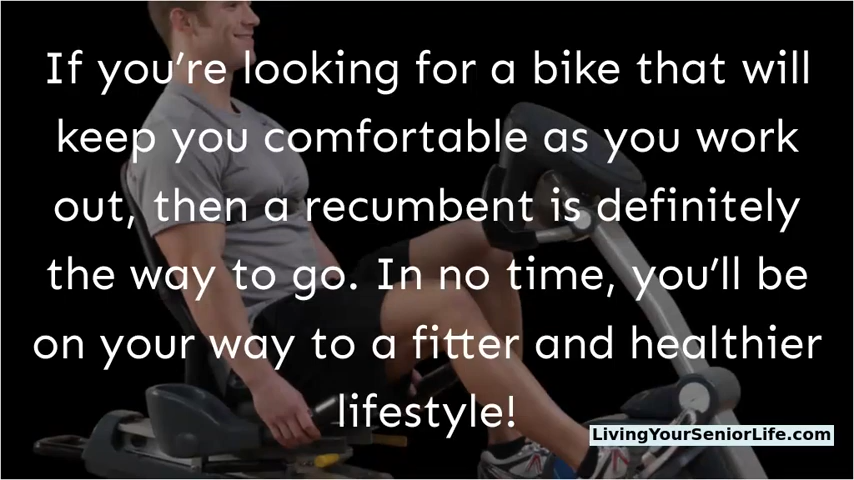 If you’re looking for a bike that will
keep you comfortable as you work
out, then a recumbent is definitely
the way to go. In no time, you’ll be
on your way to a fitter and healthier
lifestyle!
LivingYourSeniorLife.com